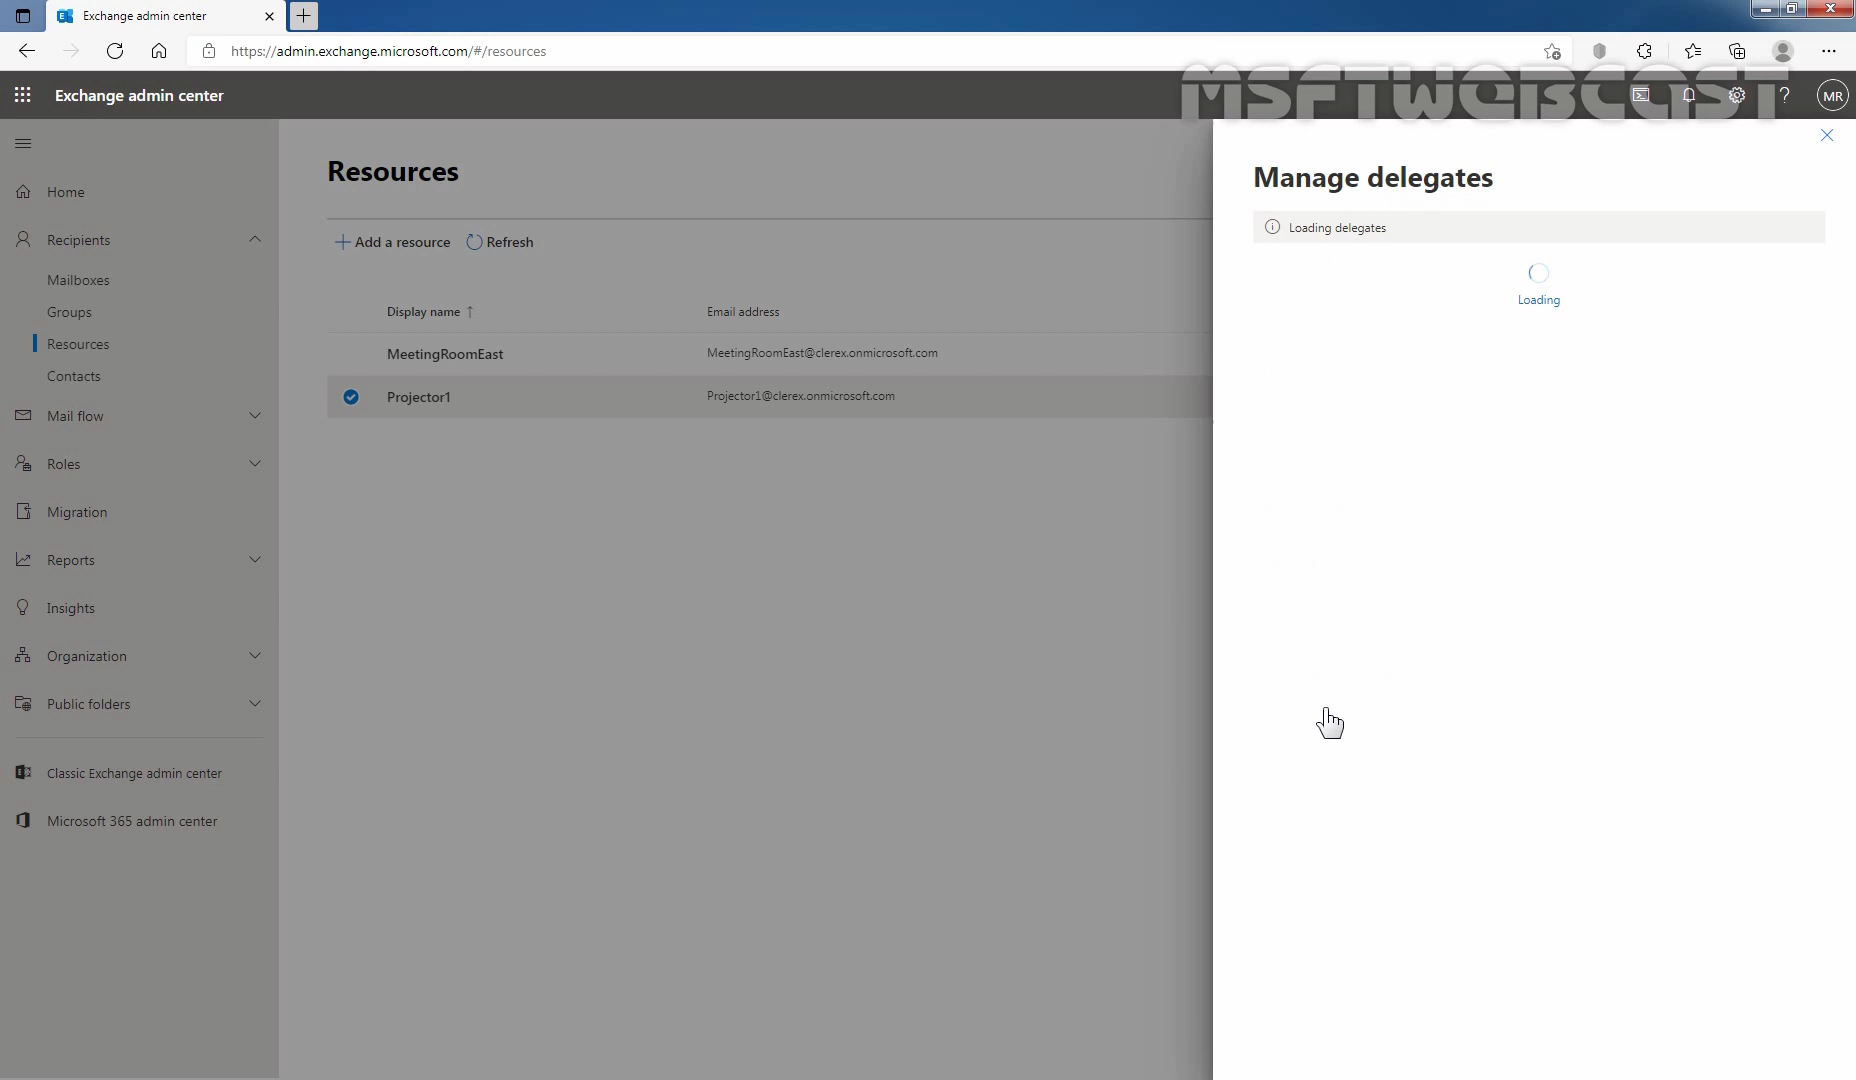 Exchange admin center
https://admin.exchange.microsoft.com/#/resources
MSFTWEBCAST
Exchange admin center
MR
Home
Recipients
Mailboxes
Groups
Resources
Contacts
Mail flow
Roles
Migration
Reports
Insights
Organization
Public folders
Classic Exchange admin center
Microsoft 365 admin center
Resources
Add a resource
Refresh
Display name ↑
Email address
MeetingRoomEast
MeetingRoomEast@clerex.onmicrosoft.com
Projector1
Projector1@clerex.onmicrosoft.com
Manage delegates
Loading delegates
Loading